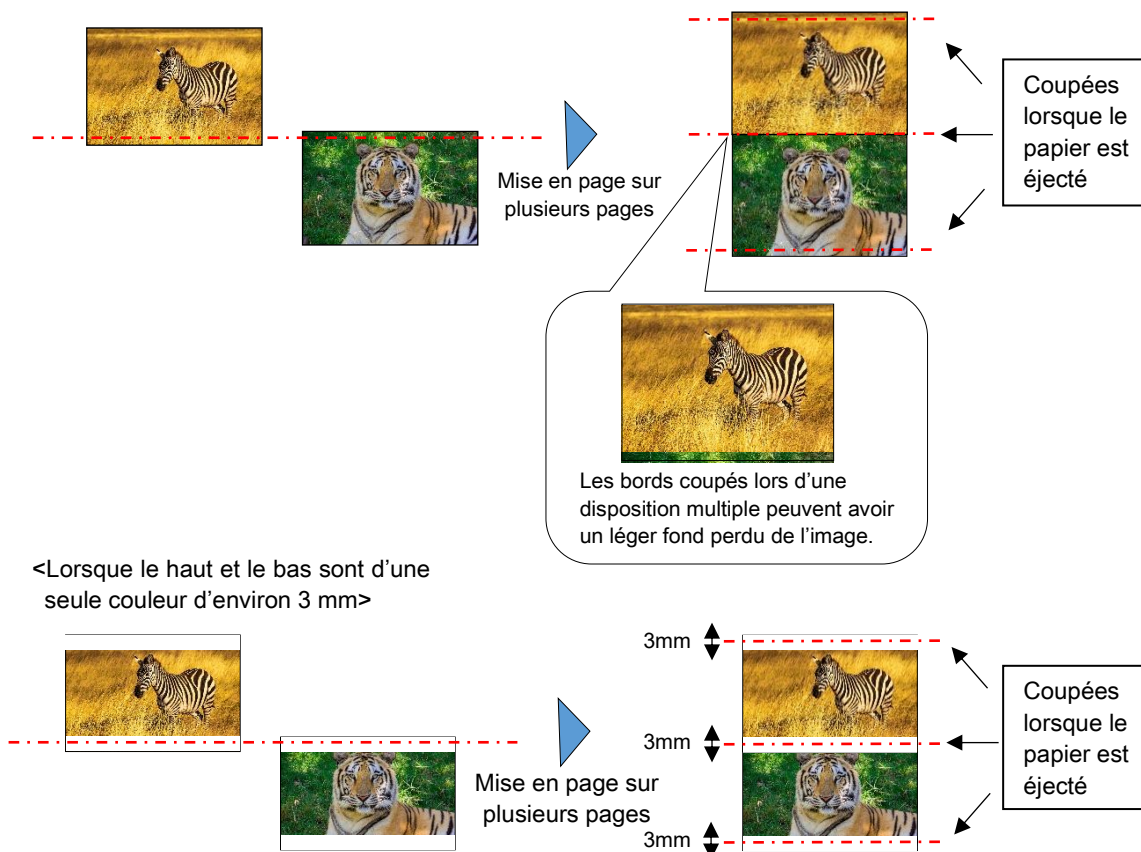 Mise en page sur
plusieurs pages
Coupées
lorsque le
papier est
éjecté
Les bords coupés lors d’une
disposition multiple peuvent avoir
un léger fond perdu de l’image.
<Lorsque le haut et le bas sont d’une
seule couleur d’environ 3 mm>
Mise en page sur
plusieurs pages
3mm
3mm
3mm
Coupées
lorsque le
papier est
éjecté